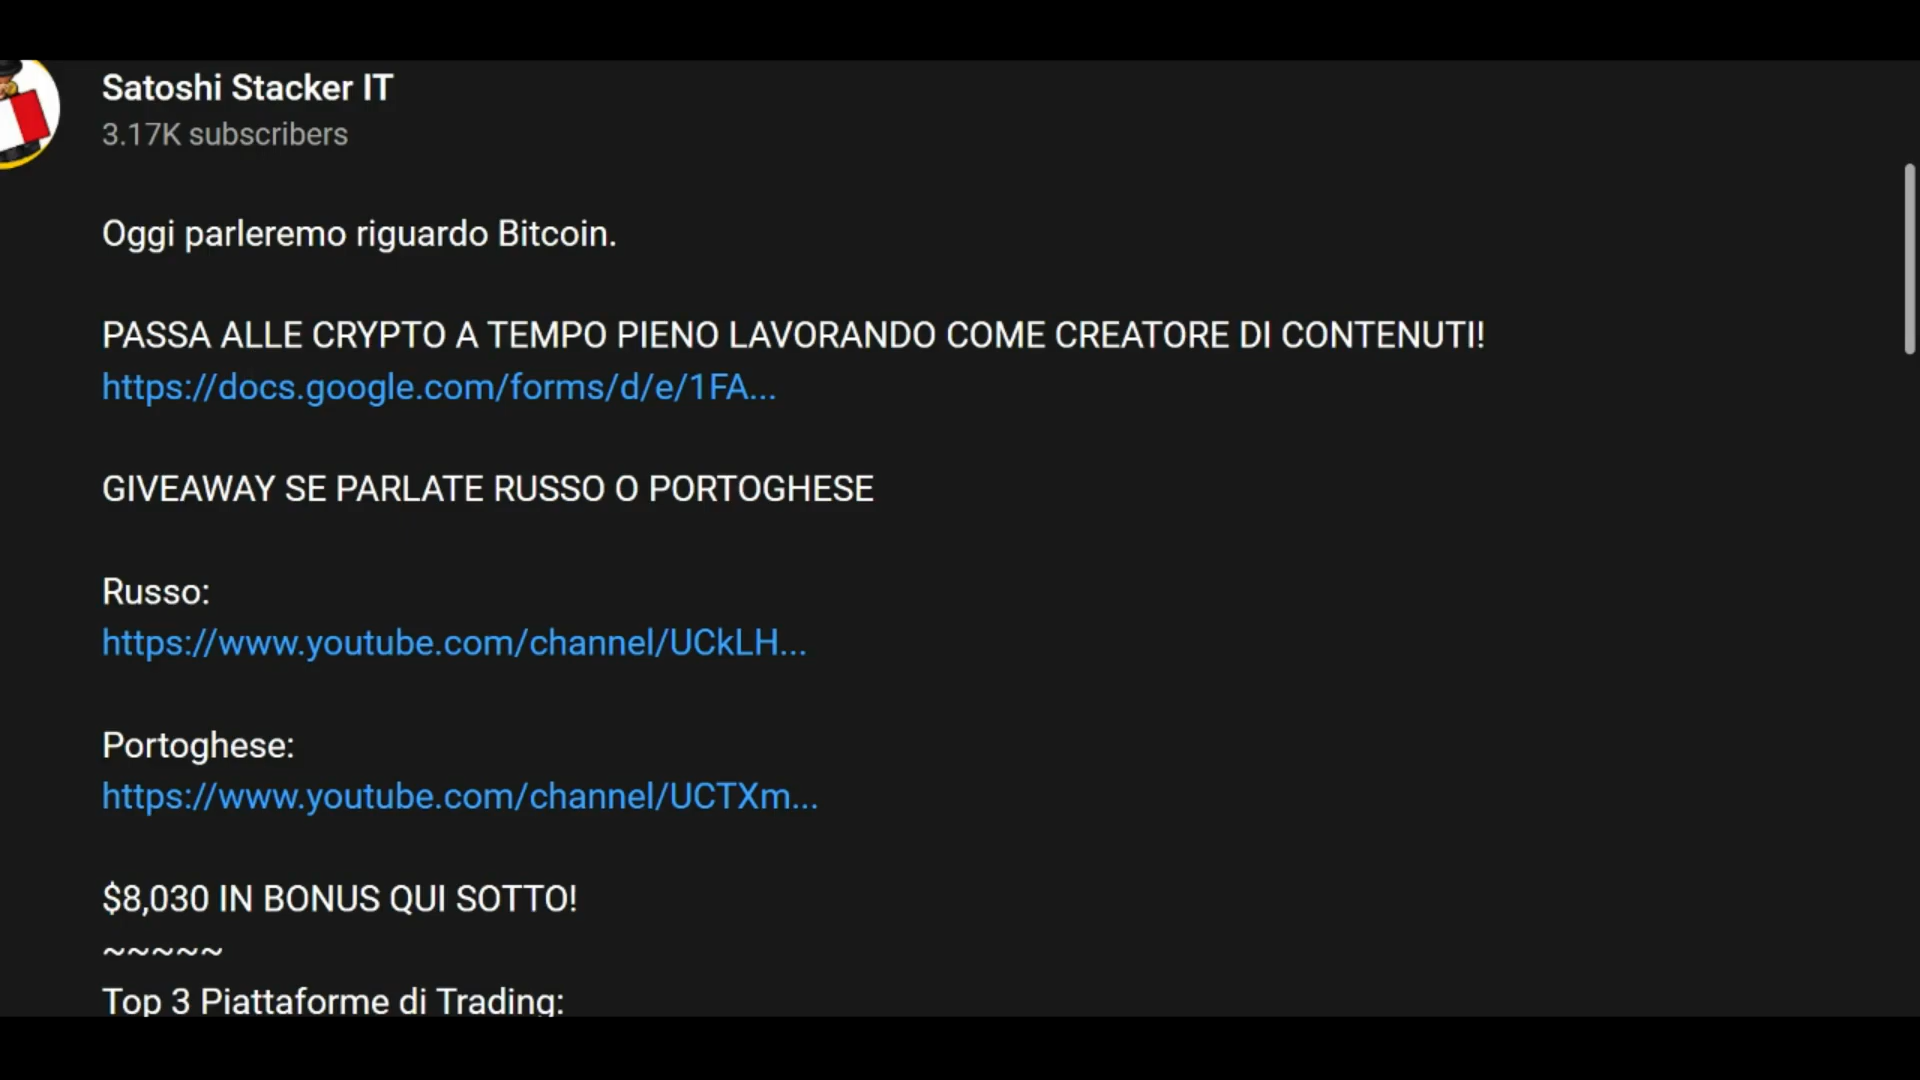 Satoshi Stacker IT
3.17K subscribers
Oggi parleremo riguardo Bitcoin.
PASSA ALLE CRYPTO A TEMPO PIENO LAVORANDO COME CREATORE DI CONTENUTI!
https://docs.google.com/forms/d/e/1FA...
GIVEAWAY SE PARLATE RUSSO O PORTOGHESE
Russo:
https://www.youtube.com/channel/UCkLH...
Portoghese:
https://www.youtube.com/channel/UCTXm...
$8,030 IN BONUS QUI SOTTO!
~~~~~
Top 3 Piattaforme di Trading: